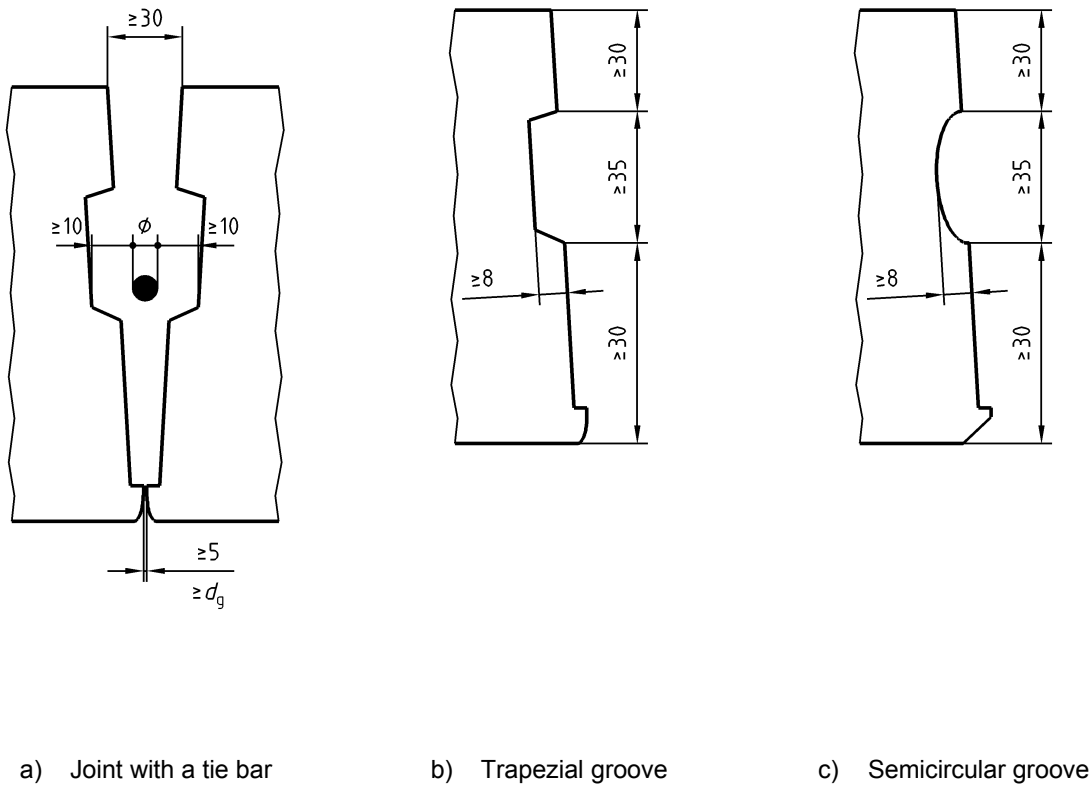 ≥30
≥10 ϕ ≥10
≥5
≥dg
≥30
≥35
≥8
≥30
≥30
≥35
≥8
≥30
a) Joint with a tie bar
b) Trapezial groove
c) Semicircular groove